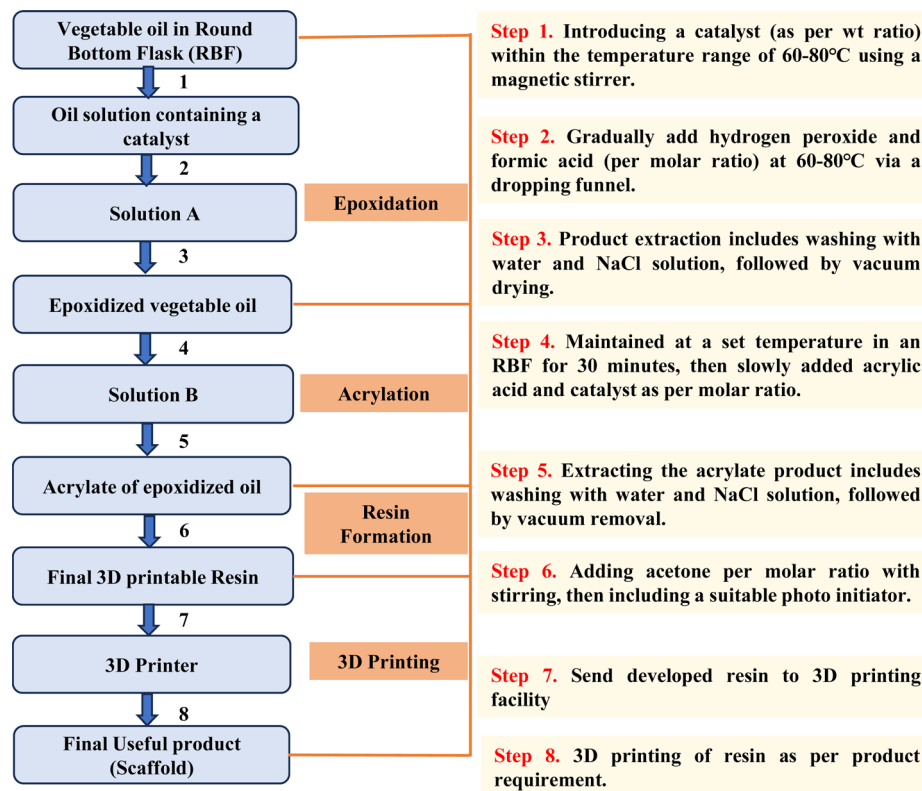 Vegetable oil in Round
Bottom Flask (RBF)
1
Oil solution containing a
catalyst
2
Solution A
3
Epoxidized vegetable oil
4
Solution B
5
Acrylate of epoxidized oil
6
Final 3D printable Resin
7
3D Printer
8
Final Useful product
(Scaffold)
Epoxidation
Acrylation
Resin
Formation
3D Printing
Step 1. Introducing a catalyst (as per wt ratio)
within the temperature range of 60-80°C using a
magnetic stirrer.
Step 2. Gradually add hydrogen peroxide and
formic acid (per molar ratio) at 60-80°C via a
dropping funnel.
Step 3. Product extraction includes washing with
water and NaCl solution, followed by vacuum
drying.
Step 4. Maintained at a set temperature in an
RBF for 30 minutes, then slowly added acrylic
acid and catalyst as per molar ratio.
Step 5. Extracting the acrylate product includes
washing with water and NaCl solution, followed
by vacuum removal.
Step 6. Adding acetone per molar ratio with
stirring, then including a suitable photo initiator.
Step 7. Send developed resin to 3D printing
facility
Step 8. 3D printing of resin as per product
requirement.